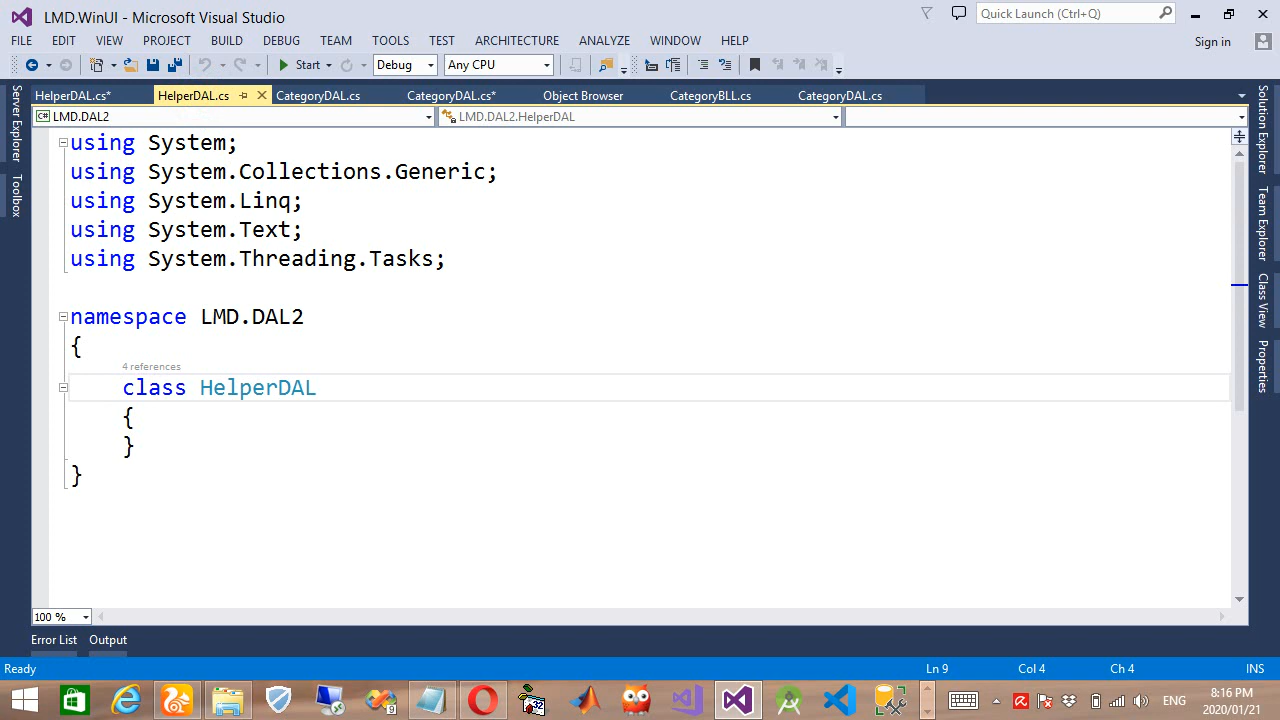 LMD.WinUI - Microsoft Visual Studio
Quick Launch (Ctrl+Q)
FILE EDIT VIEW PROJECT BUILD DEBUG TEAM TOOLS TEST ARCHITECTURE ANALYZE WINDOW HELP
Sign in
Start Debug Any CPU
HelperDAL.cs* HelperDAL.cs CategoryDAL.cs CategoryDAL.cs* Object Browser CategoryBLL.cs CategoryDAL.cs
C# LMD.DAL2 LMD.DAL2.HelperDAL
Server Explorer
Toolbox
using System;
using System.Collections.Generic;
using System.Linq;
using System.Text;
using System.Threading.Tasks;
namespace LMD.DAL2
{
4 references
class HelperDAL
{
}
}
Solution Explorer
Team Explorer
Class View
Properties
100 %
Error List Output
Ready Ln 9 Col 4 Ch 4 INS
9
32
ENG
8:16 PM
2020/01/21